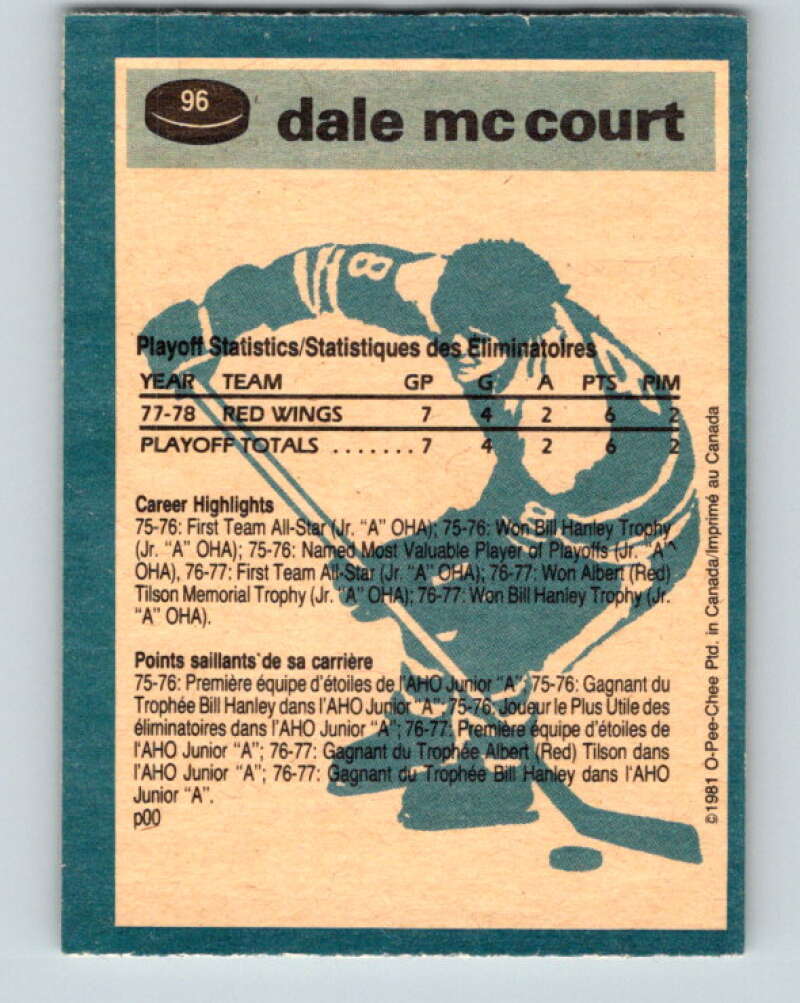 96
dale mc court
8
Playoff Statistics/Statistiques des Éliminatoires
YEAR TEAM GP G A PTS PIM
77-78 RED WINGS 7 4 2 6 2
PLAYOFF TOTALS .......7 4 2 6 2
Career Highlights
75-76: First Team All-Star (Jr. "A" OHA); 75-76: Won Bill Hanley Trophy
(Jr. "A" OHA); 75-76: Named Most Valuable Player of Playoffs (Jr. "A"
OHA), 76-77: First Team All-Star (Jr. "A" OHA); 76-77: Won Albert (Red)
Tilson Memorial Trophy (Jr. "A" OHA); 76-77: Won Bill Hanley Trophy (Jr.
"A" OHA).
Points saillants de sa carrière
75-76: Première équipe d'étoiles de l'AHO Junior "A"; 75-76: Gagnant du
Trophée Bill Hanley dans l'AHO Junior "A"; 75-76: Joueur le Plus Utile des
éliminatoires dans l'AHO Junior "A"; 76-77: Première équipe d'étoiles de
l'AHO Junior "A"; 76-77: Gagnant du Trophée Albert (Red) Tilson dans
l'AHO Junior "A"; 76-77: Gagnant du Trophée Bill Hanley dans l'AHO
Junior "A".
p00
©1981 O-Pee-Chee Ptd. in Canada/Imprimé au Canada